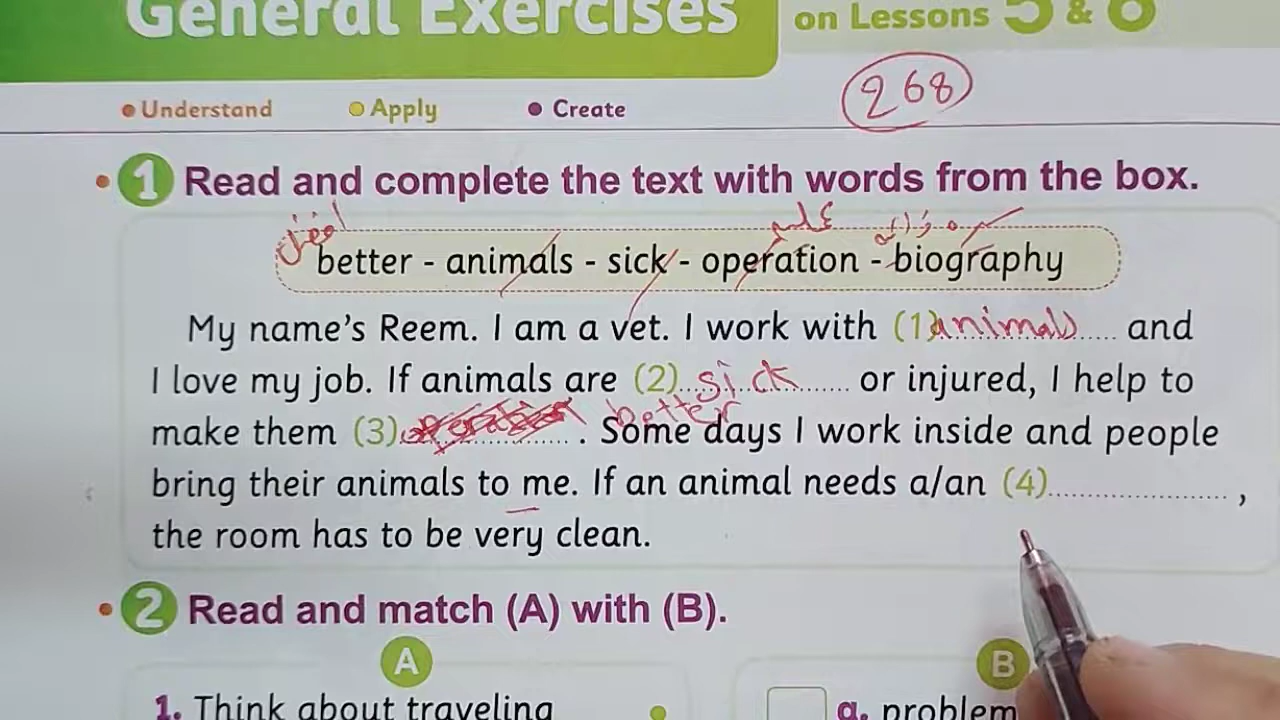 General Exercises
on Lessons 5 & 6
Understand Apply Create
268
1 Read and complete the text with words from the box.
افضل
better - animals - sick - operation - biography
My name's Reem. I am a vet. I work with (1) animals and
I love my job. If animals are (2) sick or injured, I help to
make them (3) operation better. Some days I work inside and people
bring their animals to me. If an animal needs a/an (4) ,
the room has to be very clean.
2 Read and match (A) with (B).
A
B
1. Think about traveling
a. problem